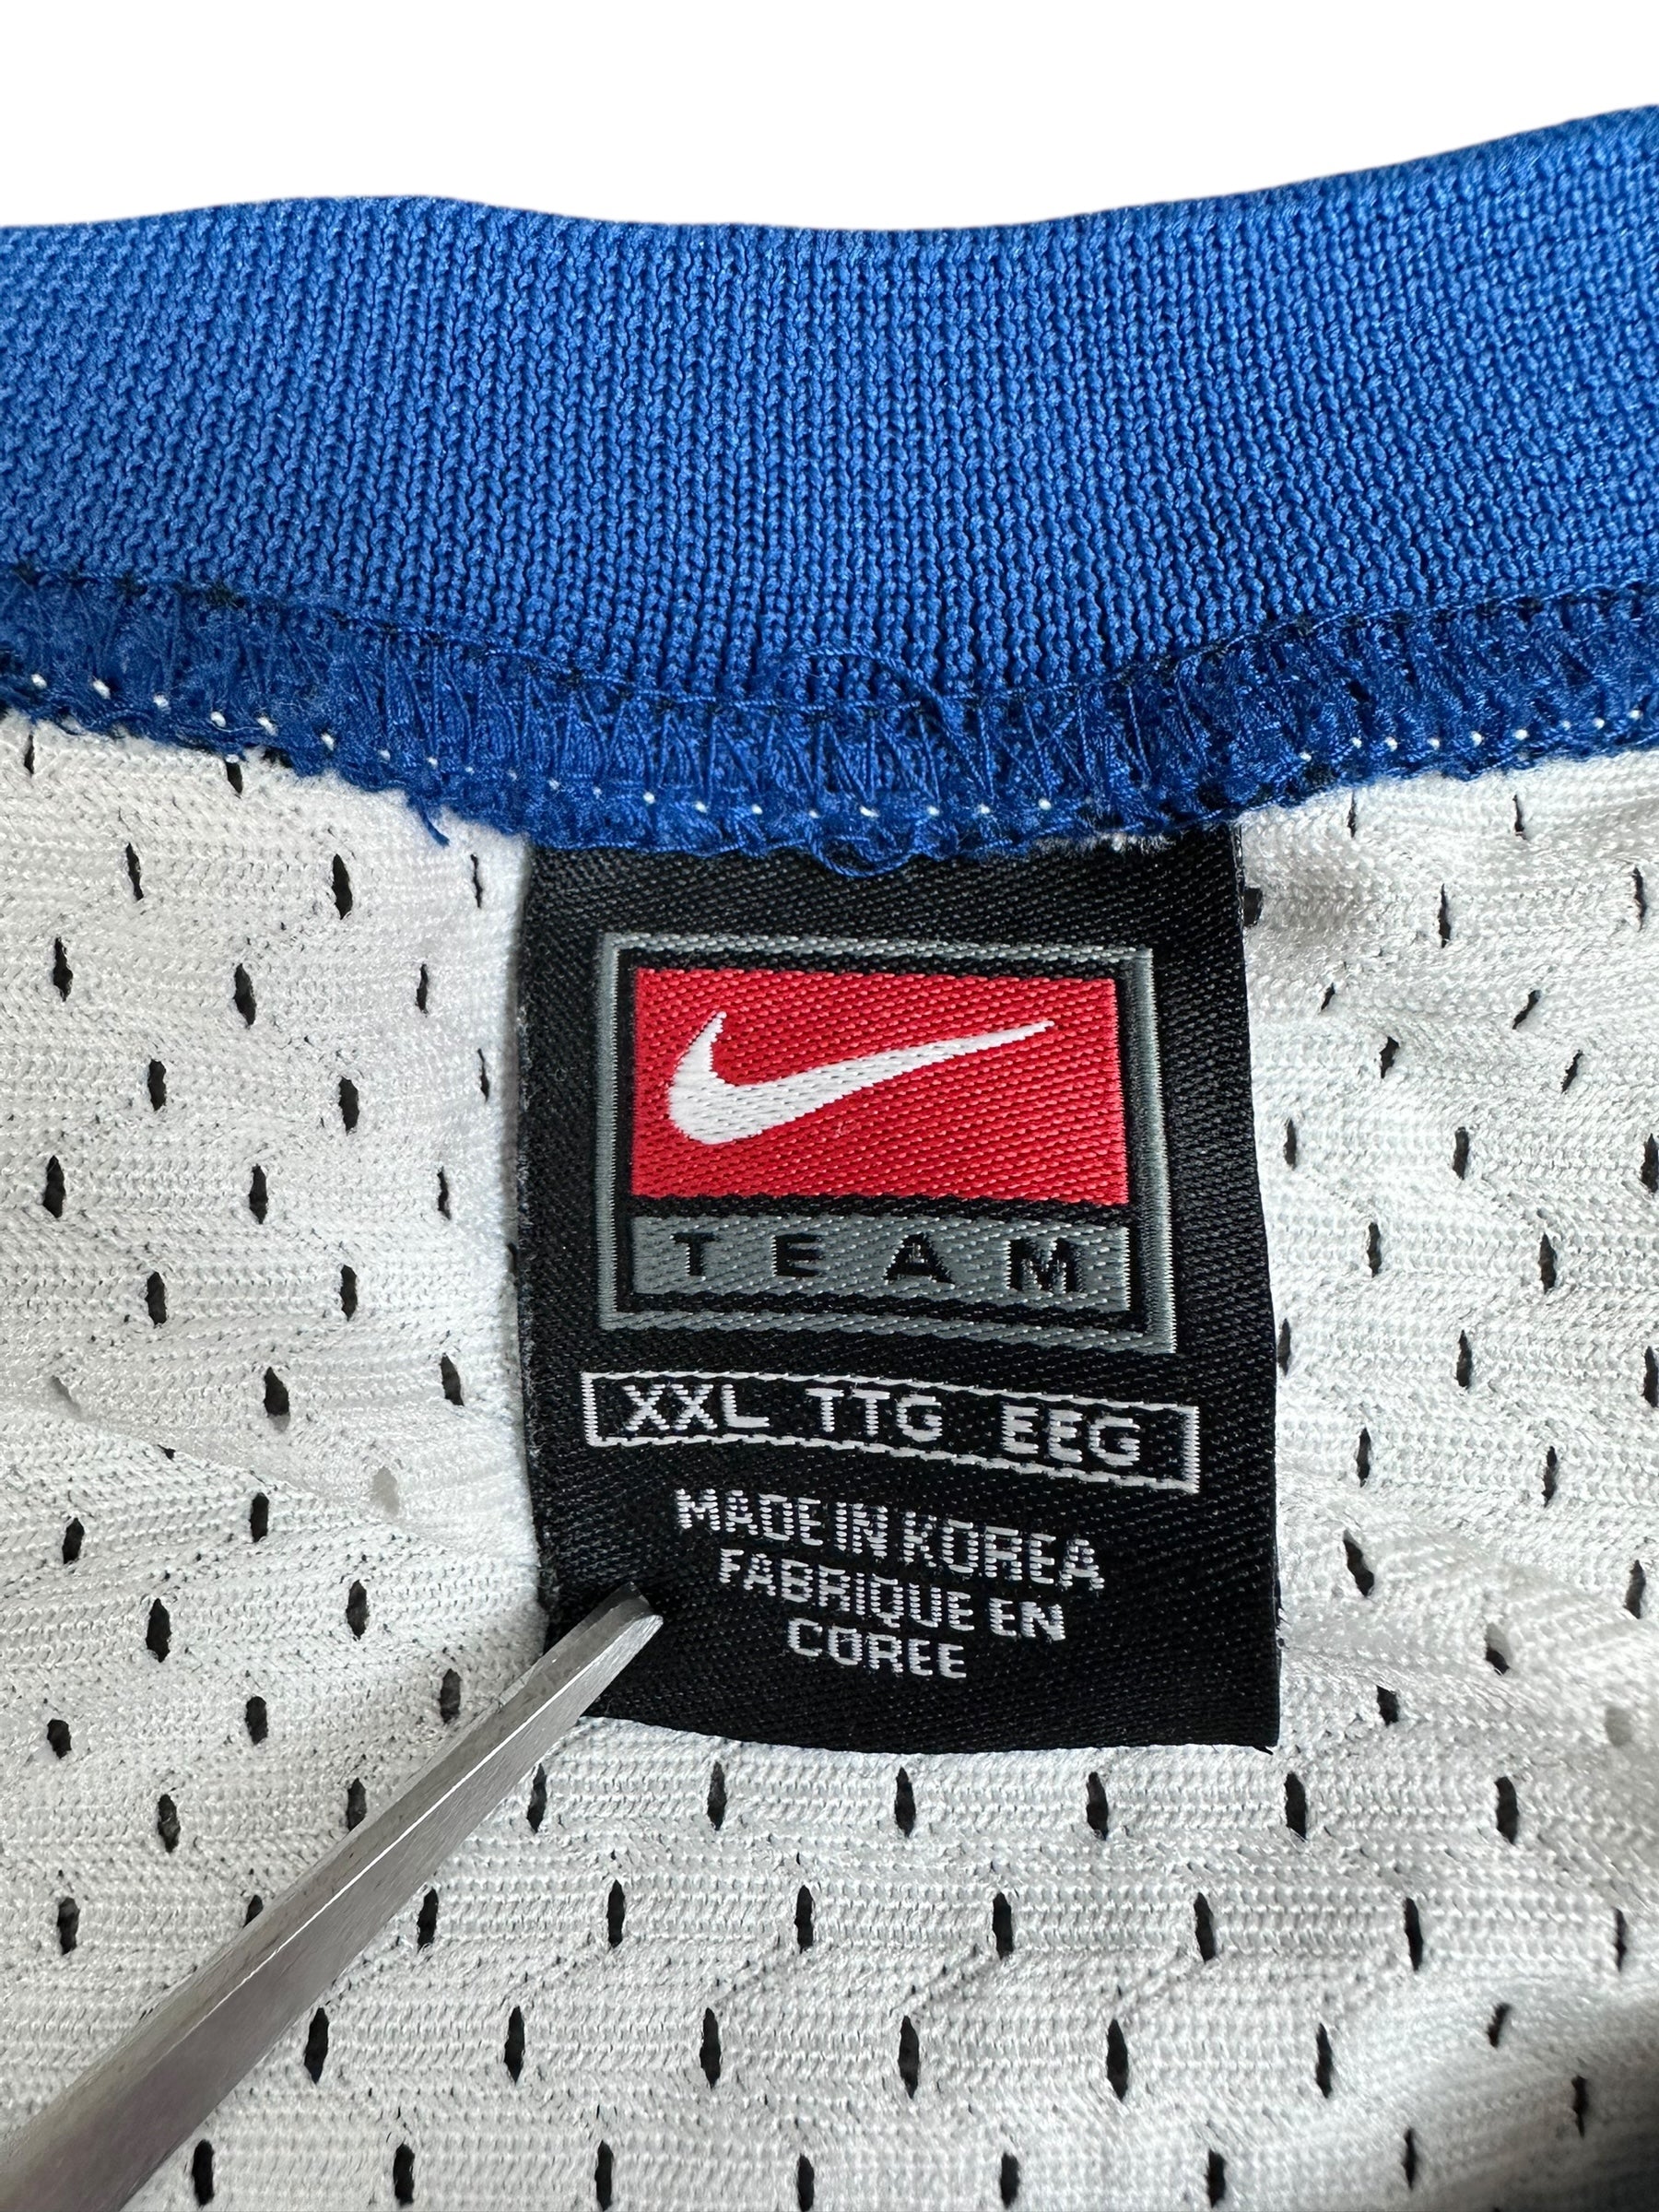 TEAM
XXL TTG EEG
MADE IN KOREA
FABRIQUE EN
COREE